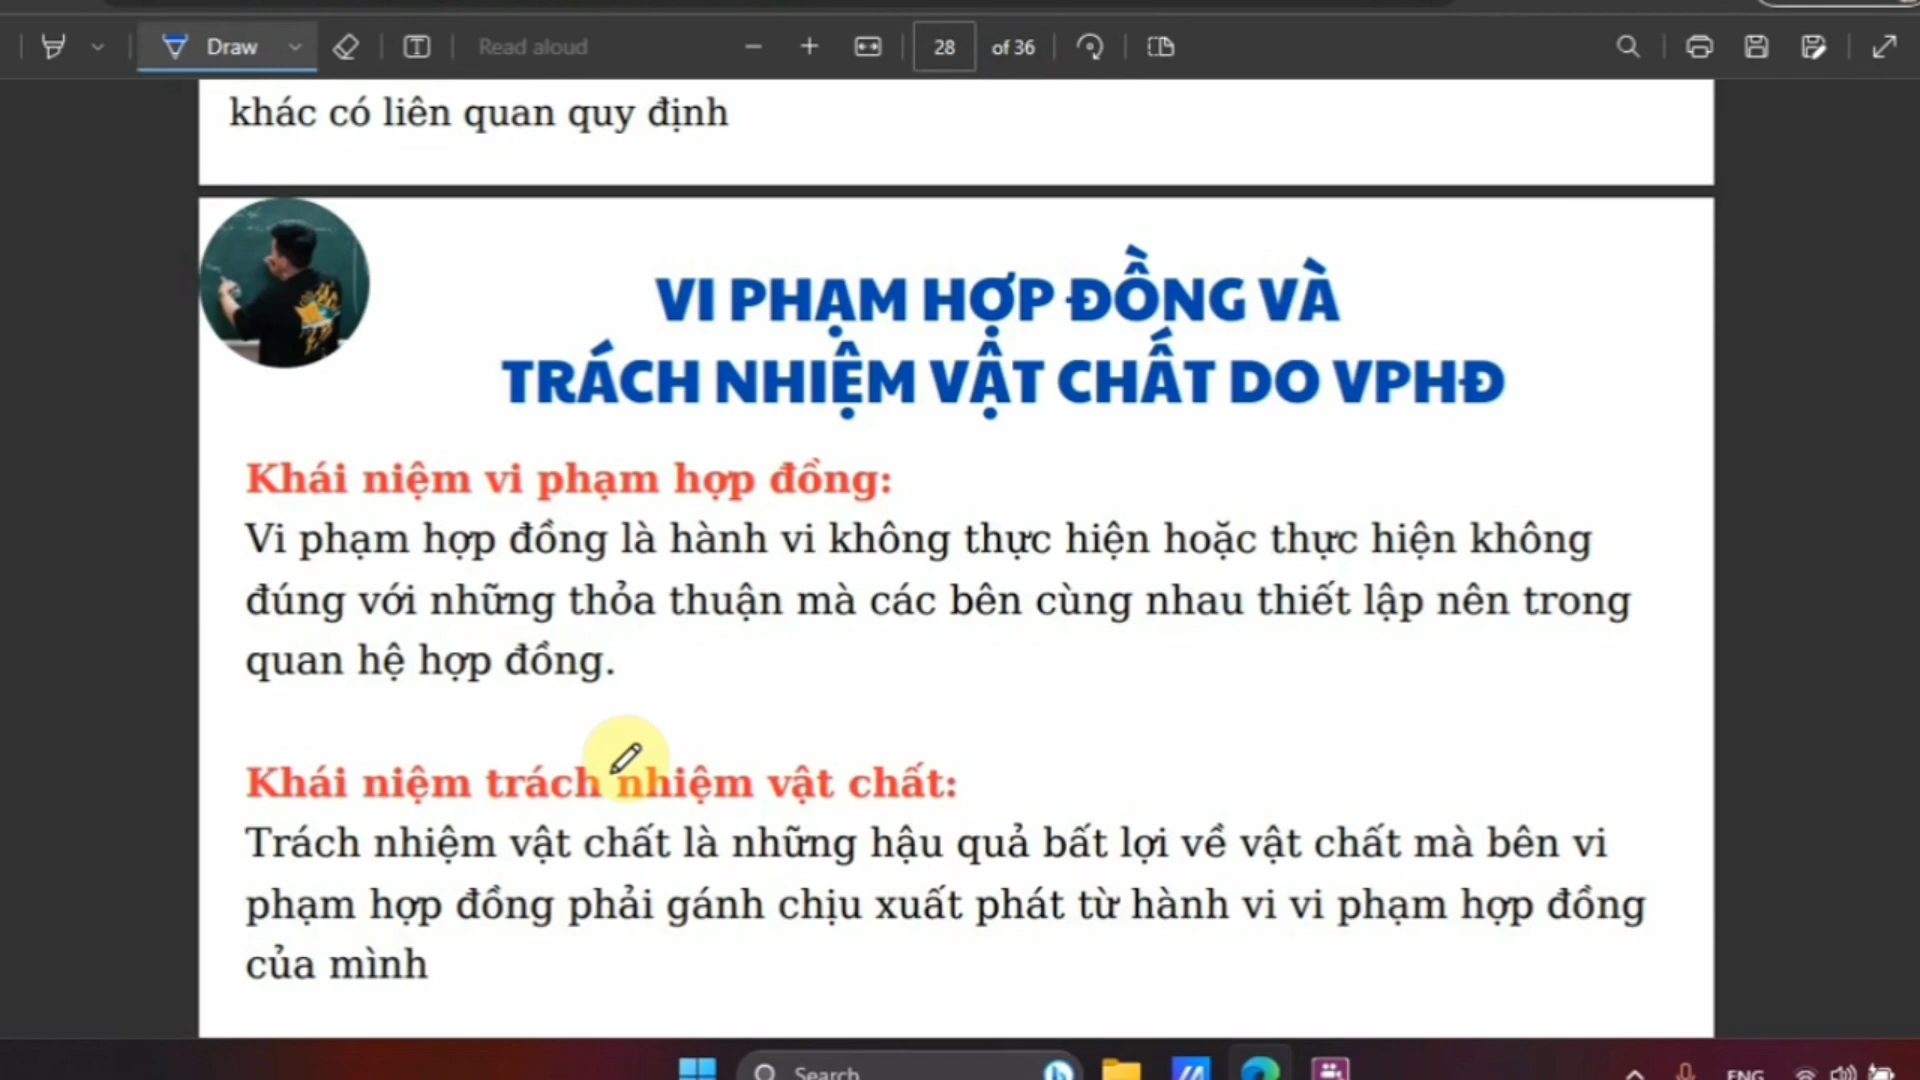 Draw
Read aloud
28
of 36
khác có liên quan quy định
VI PHẠM HỢP ĐỒNG VÀ
TRÁCH NHIỆM VẬT CHẤT DO VPHĐ
Khái niệm vi phạm hợp đồng:
Vi phạm hợp đồng là hành vi không thực hiện hoặc thực hiện không
đúng với những thỏa thuận mà các bên cùng nhau thiết lập nên trong
quan hệ hợp đồng.
Khái niệm trách nhiệm vật chất:
Trách nhiệm vật chất là những hậu quả bất lợi về vật chất mà bên vi
phạm hợp đồng phải gánh chịu xuất phát từ hành vi vi phạm hợp đồng
của mình
Search
ENG